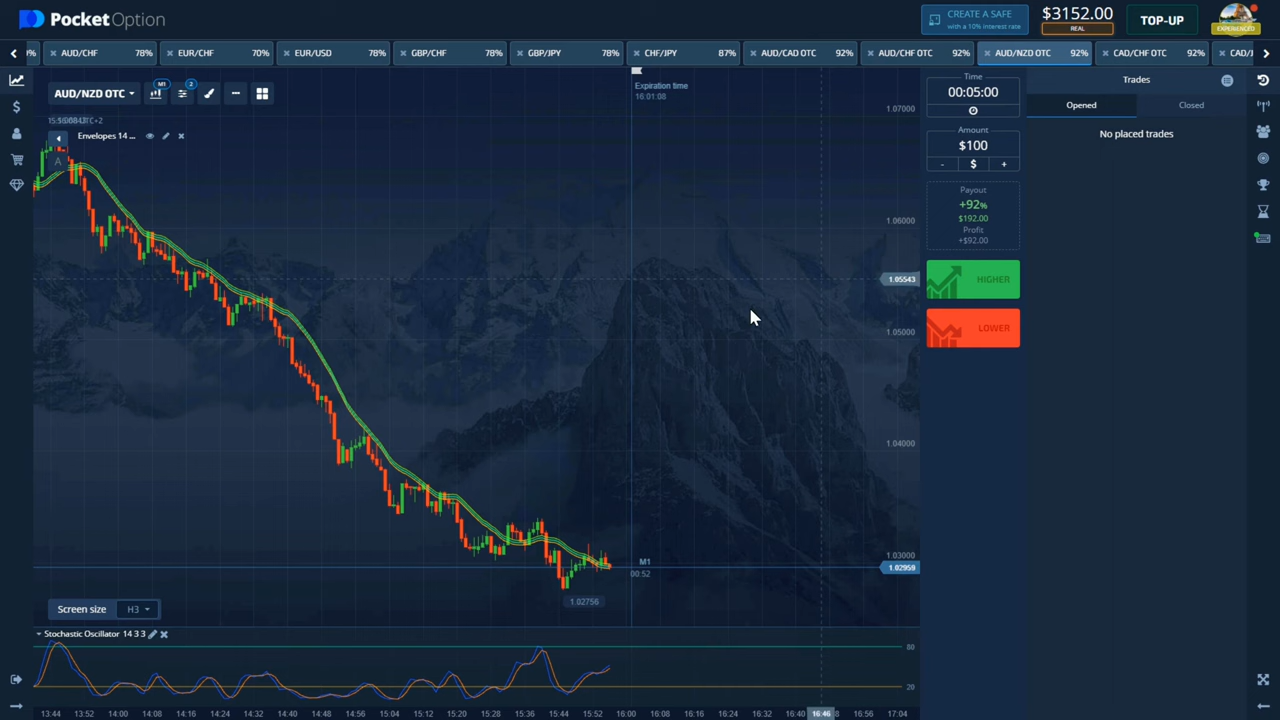 PocketOption
CREATE A SAFE
with a 10% interest rate
$3152.00
REAL
TOP-UP
EXPERIENCED
AUD/CHF 78%
EUR/CHF 70%
EUR/USD 78%
GBP/CHF 78%
GBP/JPY 78%
CHF/JPY 87%
AUD/CAD OTC 92%
AUD/CHF OTC 92%
AUD/NZD OTC 92%
CAD/CHF OTC 92%
AUD/NZD OTC
M1
2
Expiration time
16:01:08
Envelopes 14 ...
A
1.07000
1.06000
1.05543
1.05000
1.04000
1.03000
1.02959
M1
00:52
1.02756
Screen size H3
Stochastic Oscillator 14 3 3
80
20
13:44 13:52 14:00 14:08 14:16 14:24 14:32 14:40 14:48 14:56 15:04 15:12 15:20 15:28 15:36 15:44 15:52 16:00 16:08 16:16 16:24 16:32 16:40 16:46 16:56 17:04
Time
00:05:00
Amount
$100
- $ +
Payout
+92%
$192.00
Profit
+$92.00
HIGHER
LOWER
Trades
Opened
Closed
No placed trades